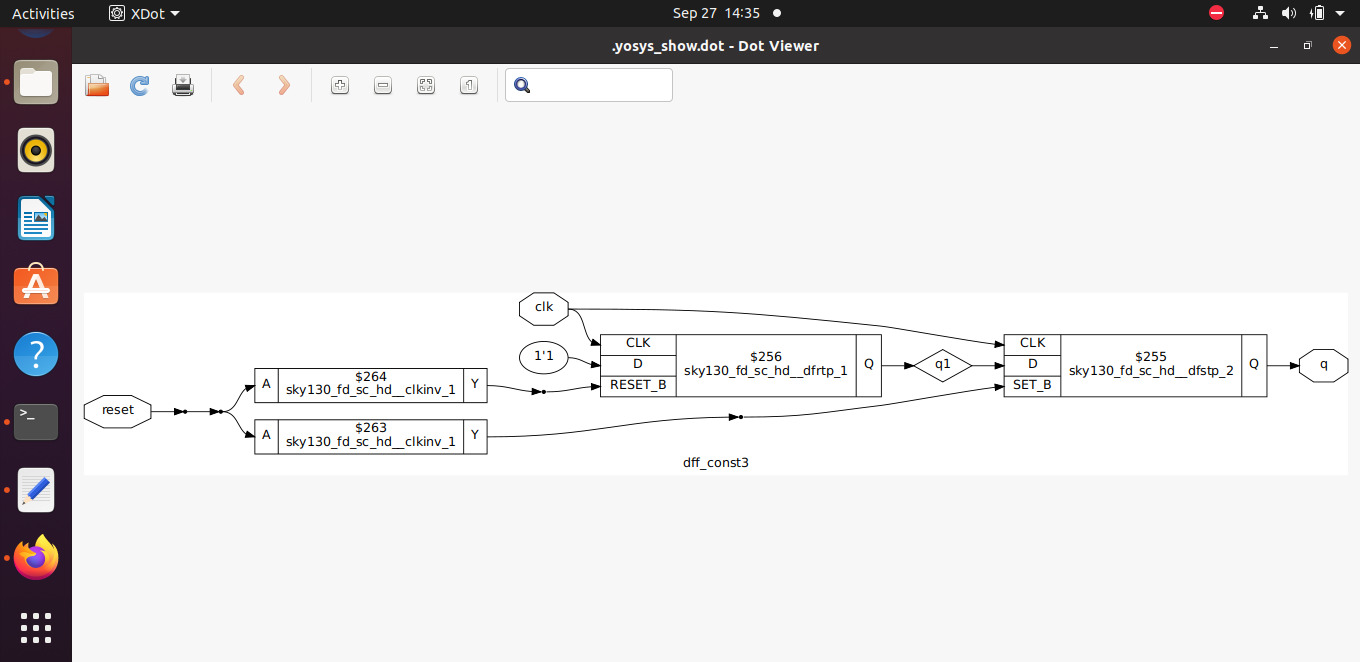 Activities
XDot
Sep 27 14:35
.yosys_show.dot - Dot Viewer
clk
1'1
CLK
D
RESET_B
$256
sky130_fd_sc_hd__dfrtp_1
Q
q1
CLK
D
SET_B
$255
sky130_fd_sc_hd__dfstp_2
Q
q
reset
A
$264
sky130_fd_sc_hd__clkinv_1
Y
A
$263
sky130_fd_sc_hd__clkinv_1
Y
dff_const3